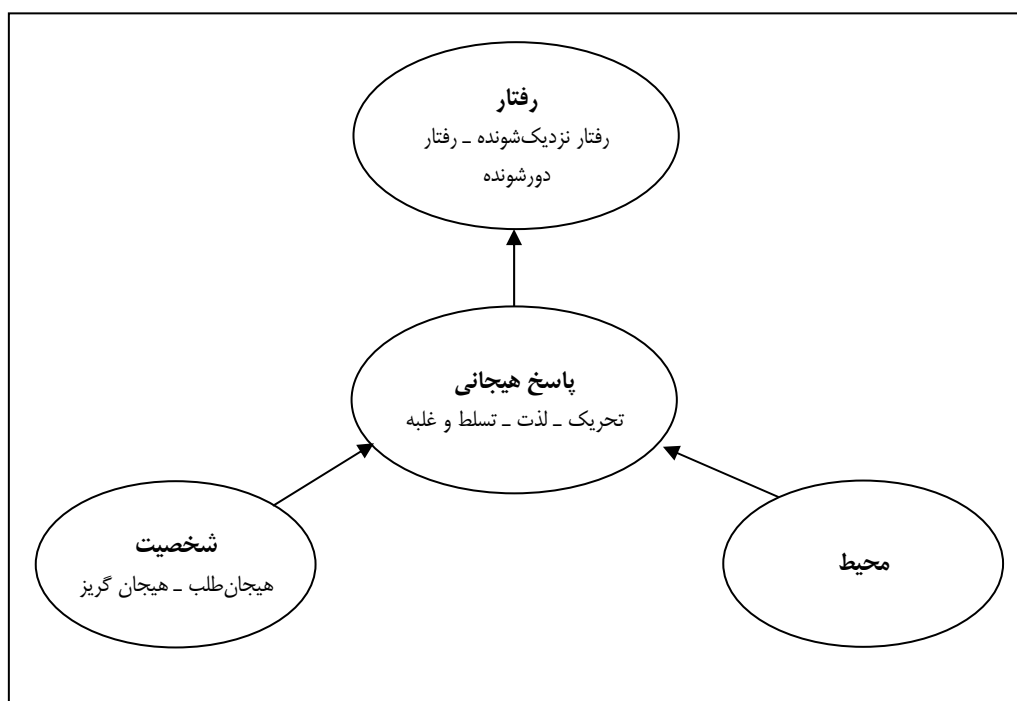 رفتار
رفتار نزدیک‌شونده ـ رفتار
دورشونده
پاسخ هیجانی
تحریک ـ لذت ـ تسلط و غلبه
شخصیت
هیجان‌طلب ـ هیجان گریز
محیط